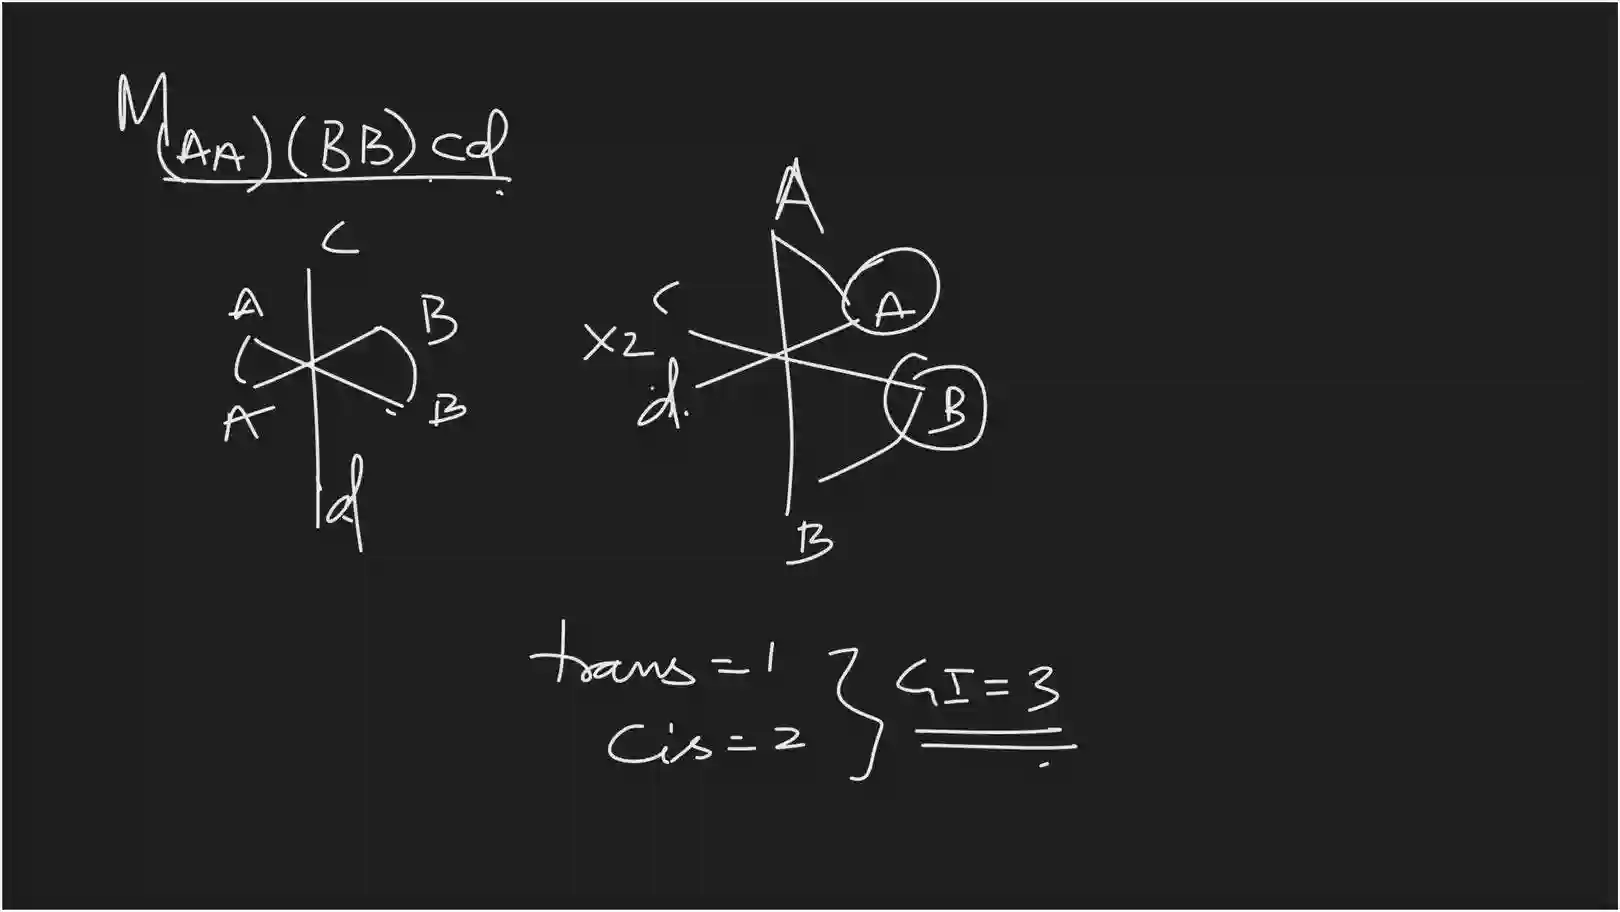 M(AA)(BB)cd
C
A
B
A
B
d
A
C
A
X2
d.
B
B
trans = 1
Cis = 2
GI = 3